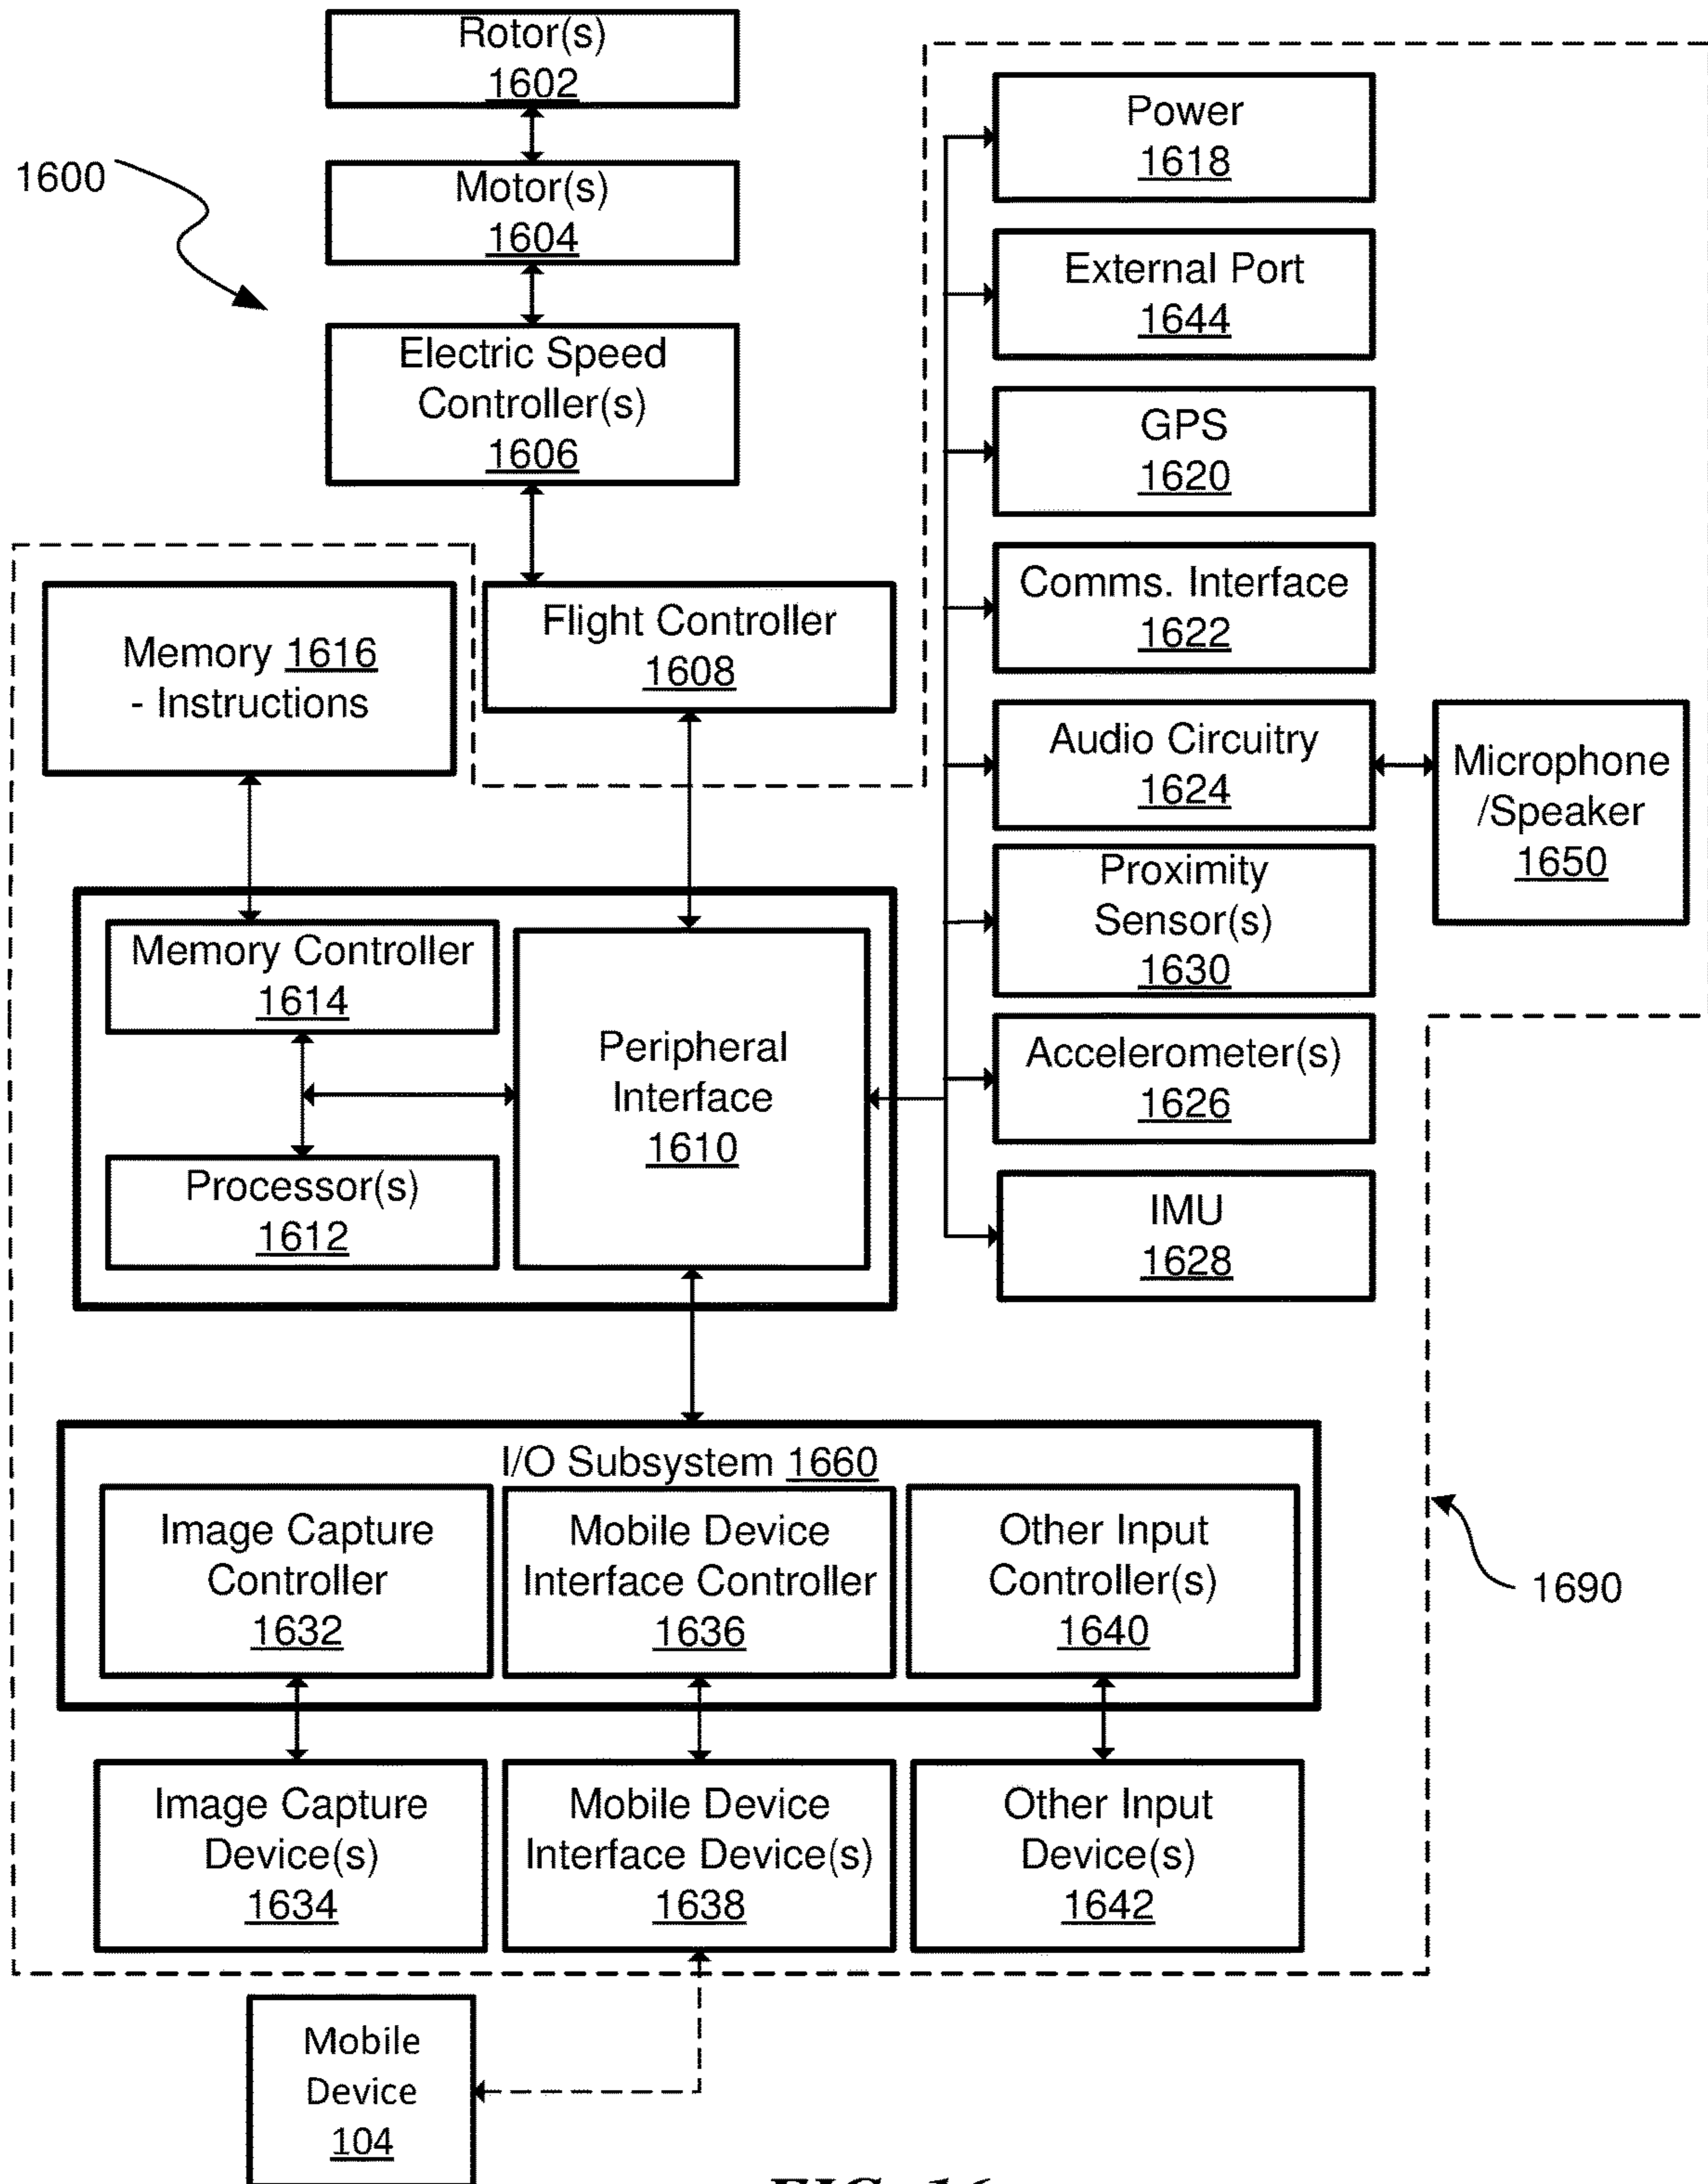 Rotor(s)
1602
1600
Motor(s)
1604
Electric Speed
Controller(s)
1606
Memory 1616
- Instructions
Flight Controller
1608
Memory Controller
1614
Processor(s)
1612
Peripheral
Interface
1610
Power
1618
External Port
1644
GPS
1620
Comms. Interface
1622
Audio Circuitry
1624
Microphone
/Speaker
1650
Proximity
Sensor(s)
1630
Accelerometer(s)
1626
IMU
1628
I/O Subsystem 1660
Image Capture
Controller
1632
Mobile Device
Interface Controller
1636
Other Input
Controller(s)
1640
1690
Image Capture
Device(s)
1634
Mobile Device
Interface Device(s)
1638
Other Input
Device(s)
1642
Mobile
Device
104